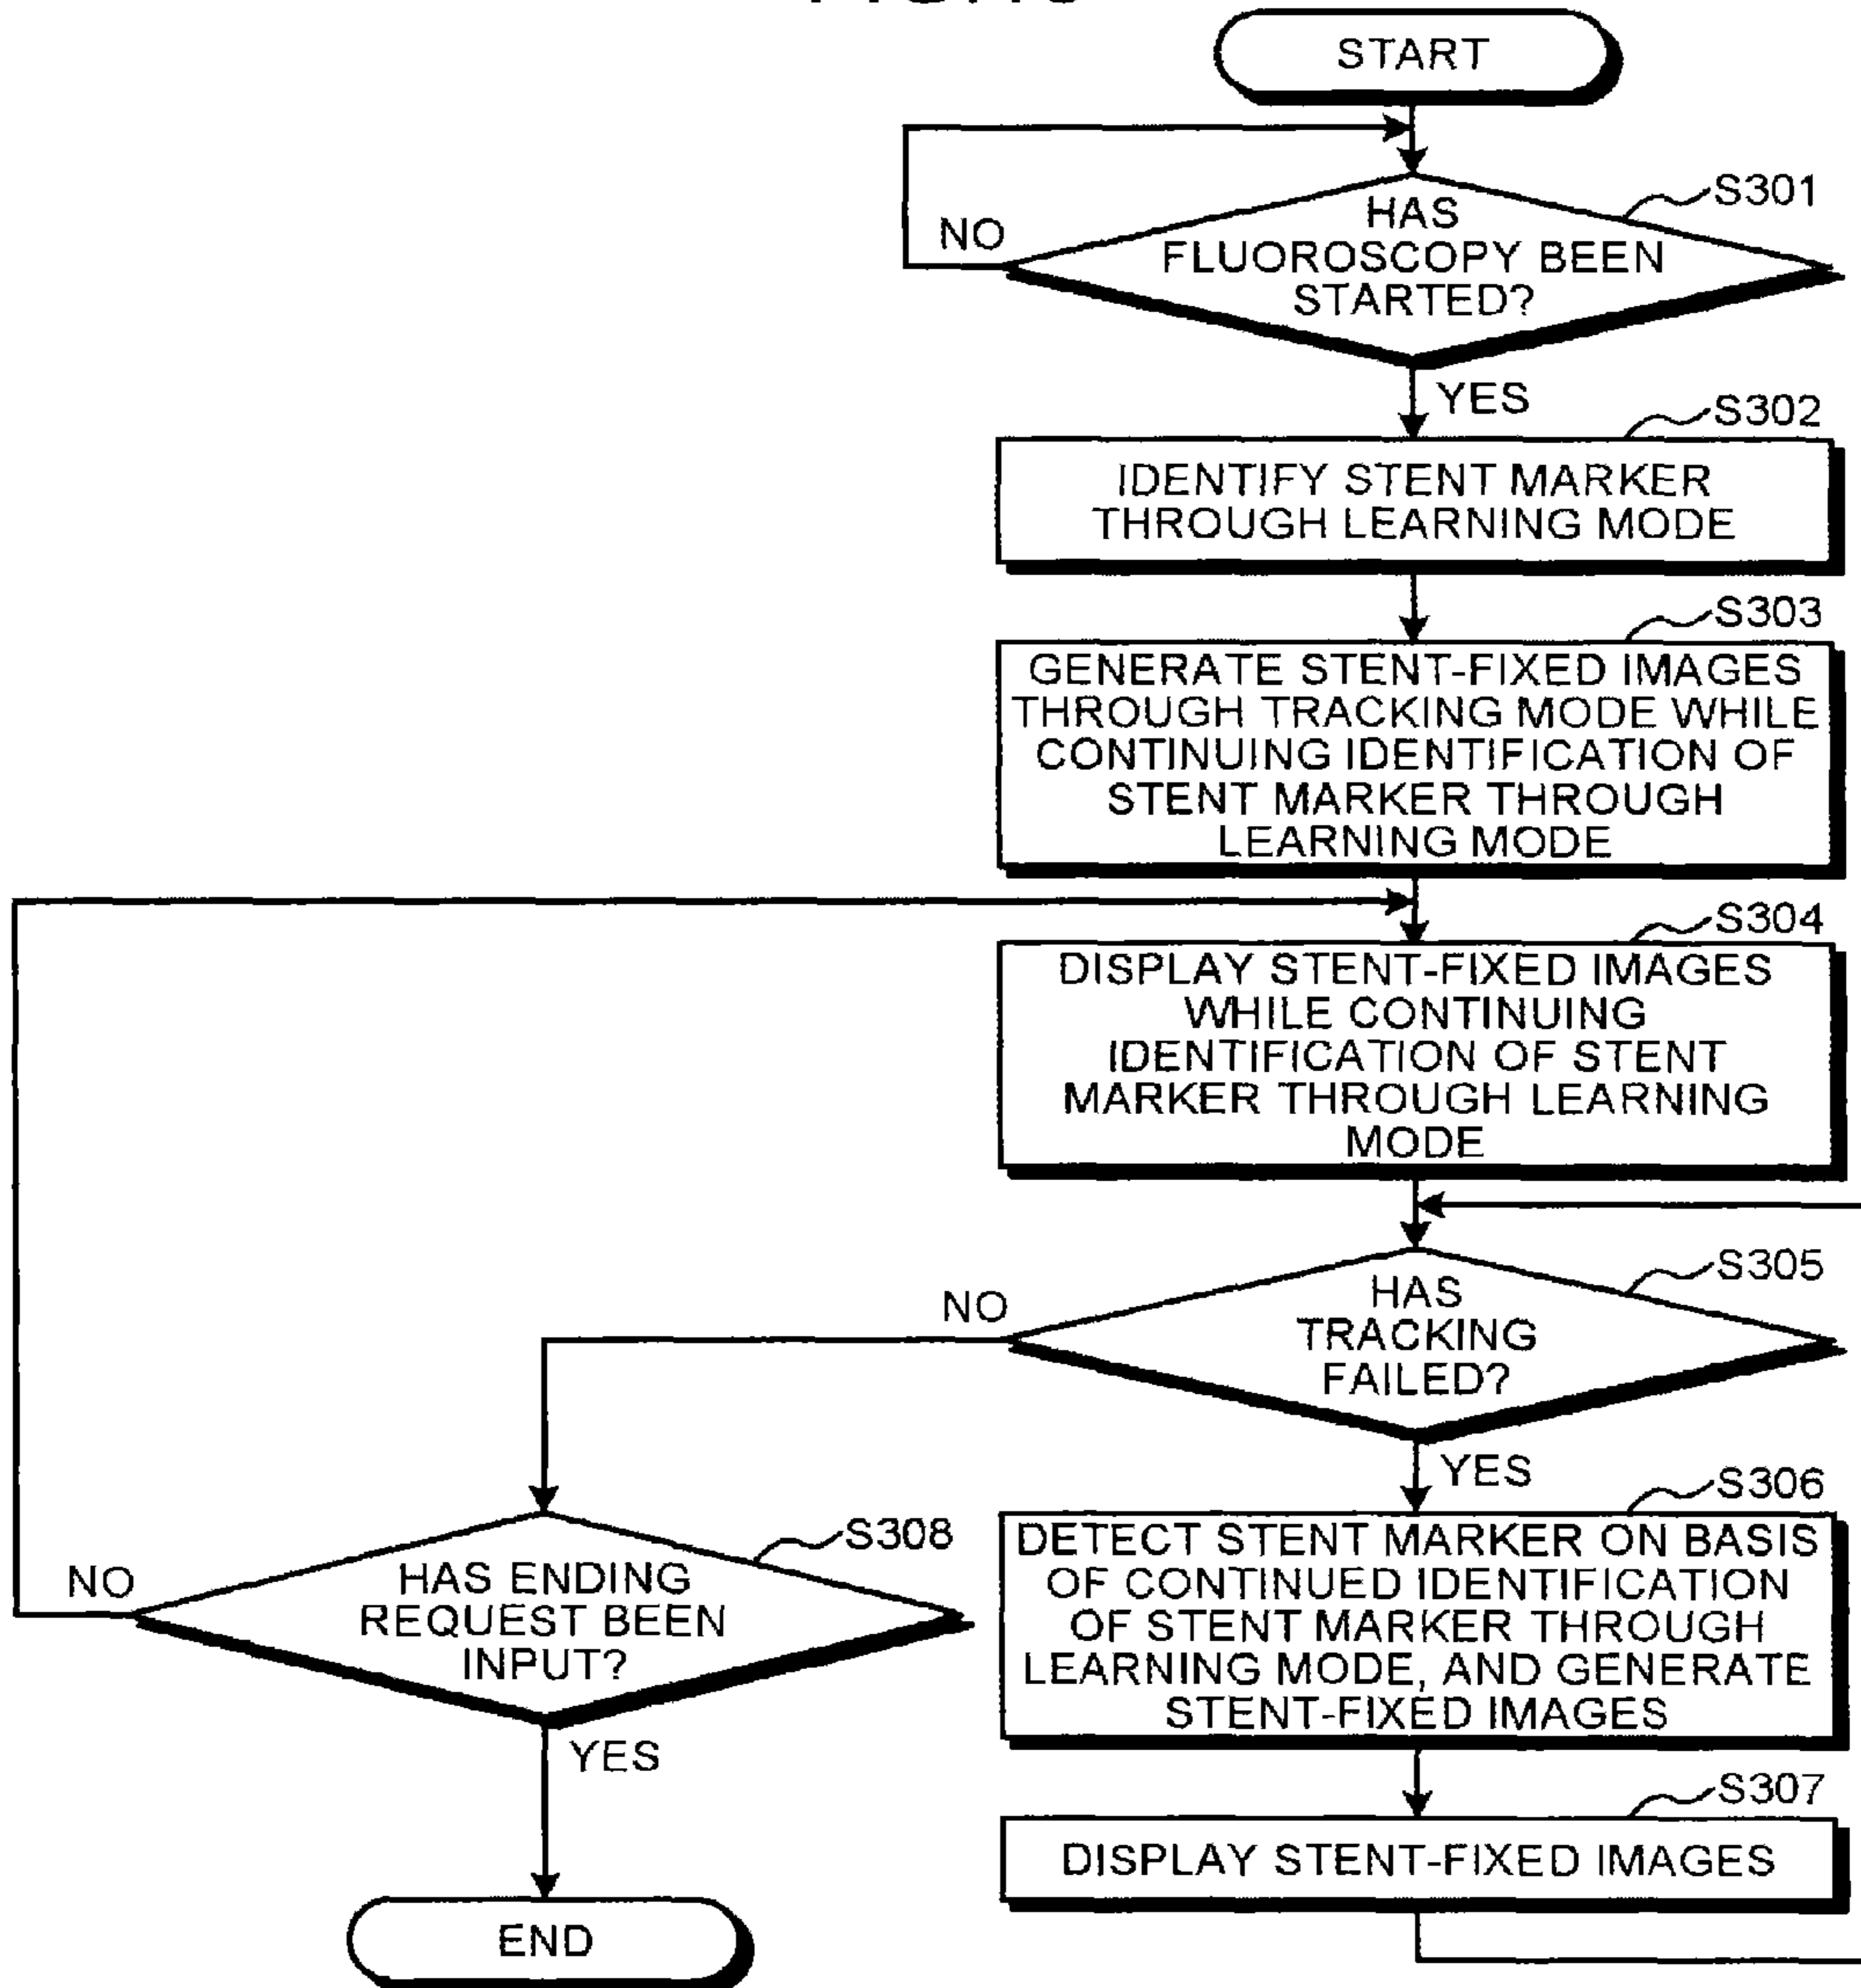 START
S301
HAS
FLUOROSCOPY BEEN
STARTED?
NO
YES
S302
IDENTIFY STENT MARKER
THROUGH LEARNING MODE
S303
GENERATE STENT-FIXED IMAGES
THROUGH TRACKING MODE WHILE
CONTINUING IDENTIFICATION OF
STENT MARKER THROUGH
LEARNING MODE
S304
DISPLAY STENT-FIXED IMAGES
WHILE CONTINUING
IDENTIFICATION OF STENT
MARKER THROUGH LEARNING
MODE
S305
HAS
TRACKING
FAILED?
NO
YES
S306
DETECT STENT MARKER ON BASIS
OF CONTINUED IDENTIFICATION
OF STENT MARKER THROUGH
LEARNING MODE, AND GENERATE
STENT-FIXED IMAGES
S307
DISPLAY STENT-FIXED IMAGES
S308
HAS ENDING
REQUEST BEEN
INPUT?
NO
YES
END